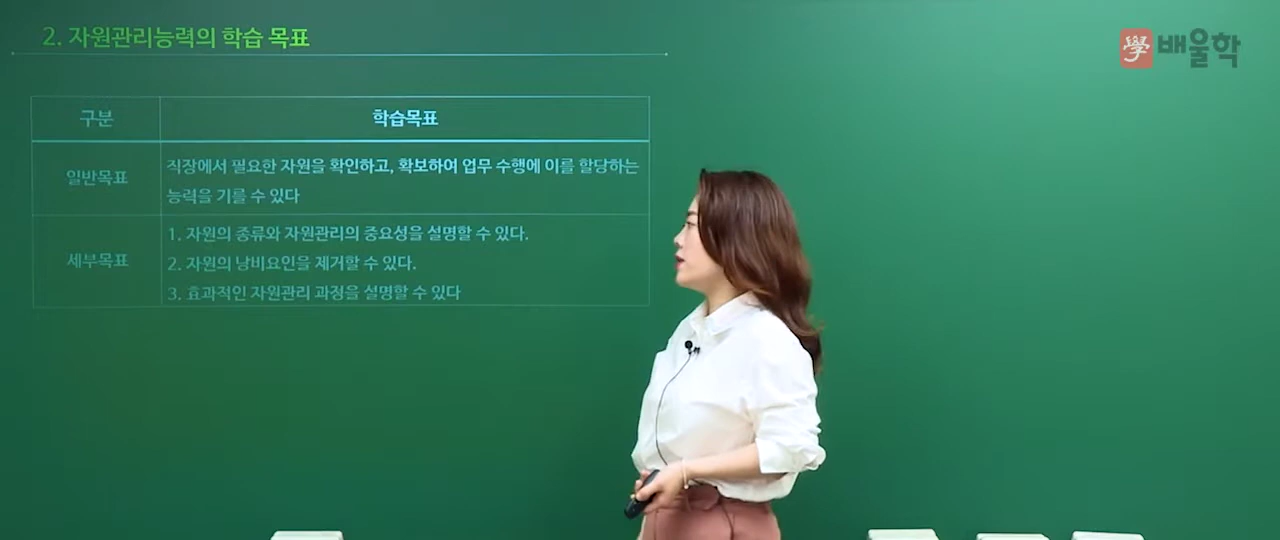 2. 자원관리능력의 학습 목표
學 배울학
구분
학습목표
일반목표
직장에서 필요한 자원을 확인하고, 확보하여 업무 수행에 이를 할당하는
능력을 기를 수 있다
세부목표
1. 자원의 종류와 자원관리의 중요성을 설명할 수 있다.
2. 자원의 낭비요인을 제거할 수 있다.
3. 효과적인 자원관리 과정을 설명할 수 있다